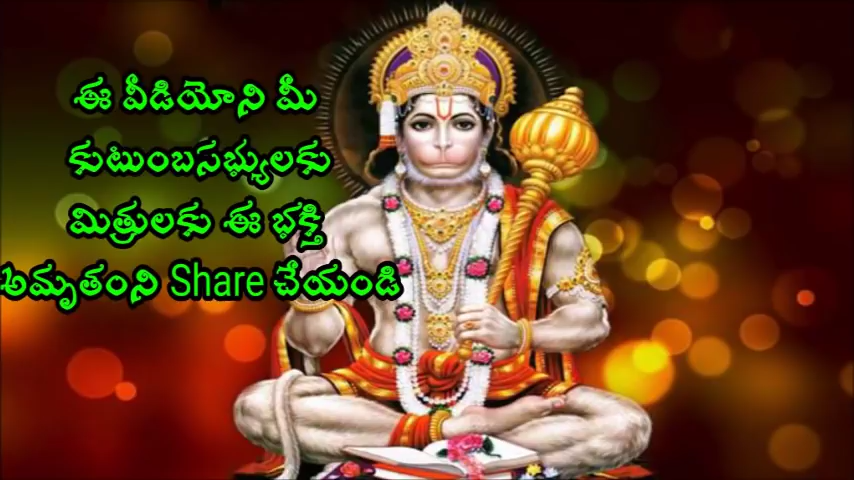 ఈ వీడియోని మీ
కుటుంబసభ్యులకు
మిత్రులకు ఈ భక్తి
అమృతంని Share చేయండి